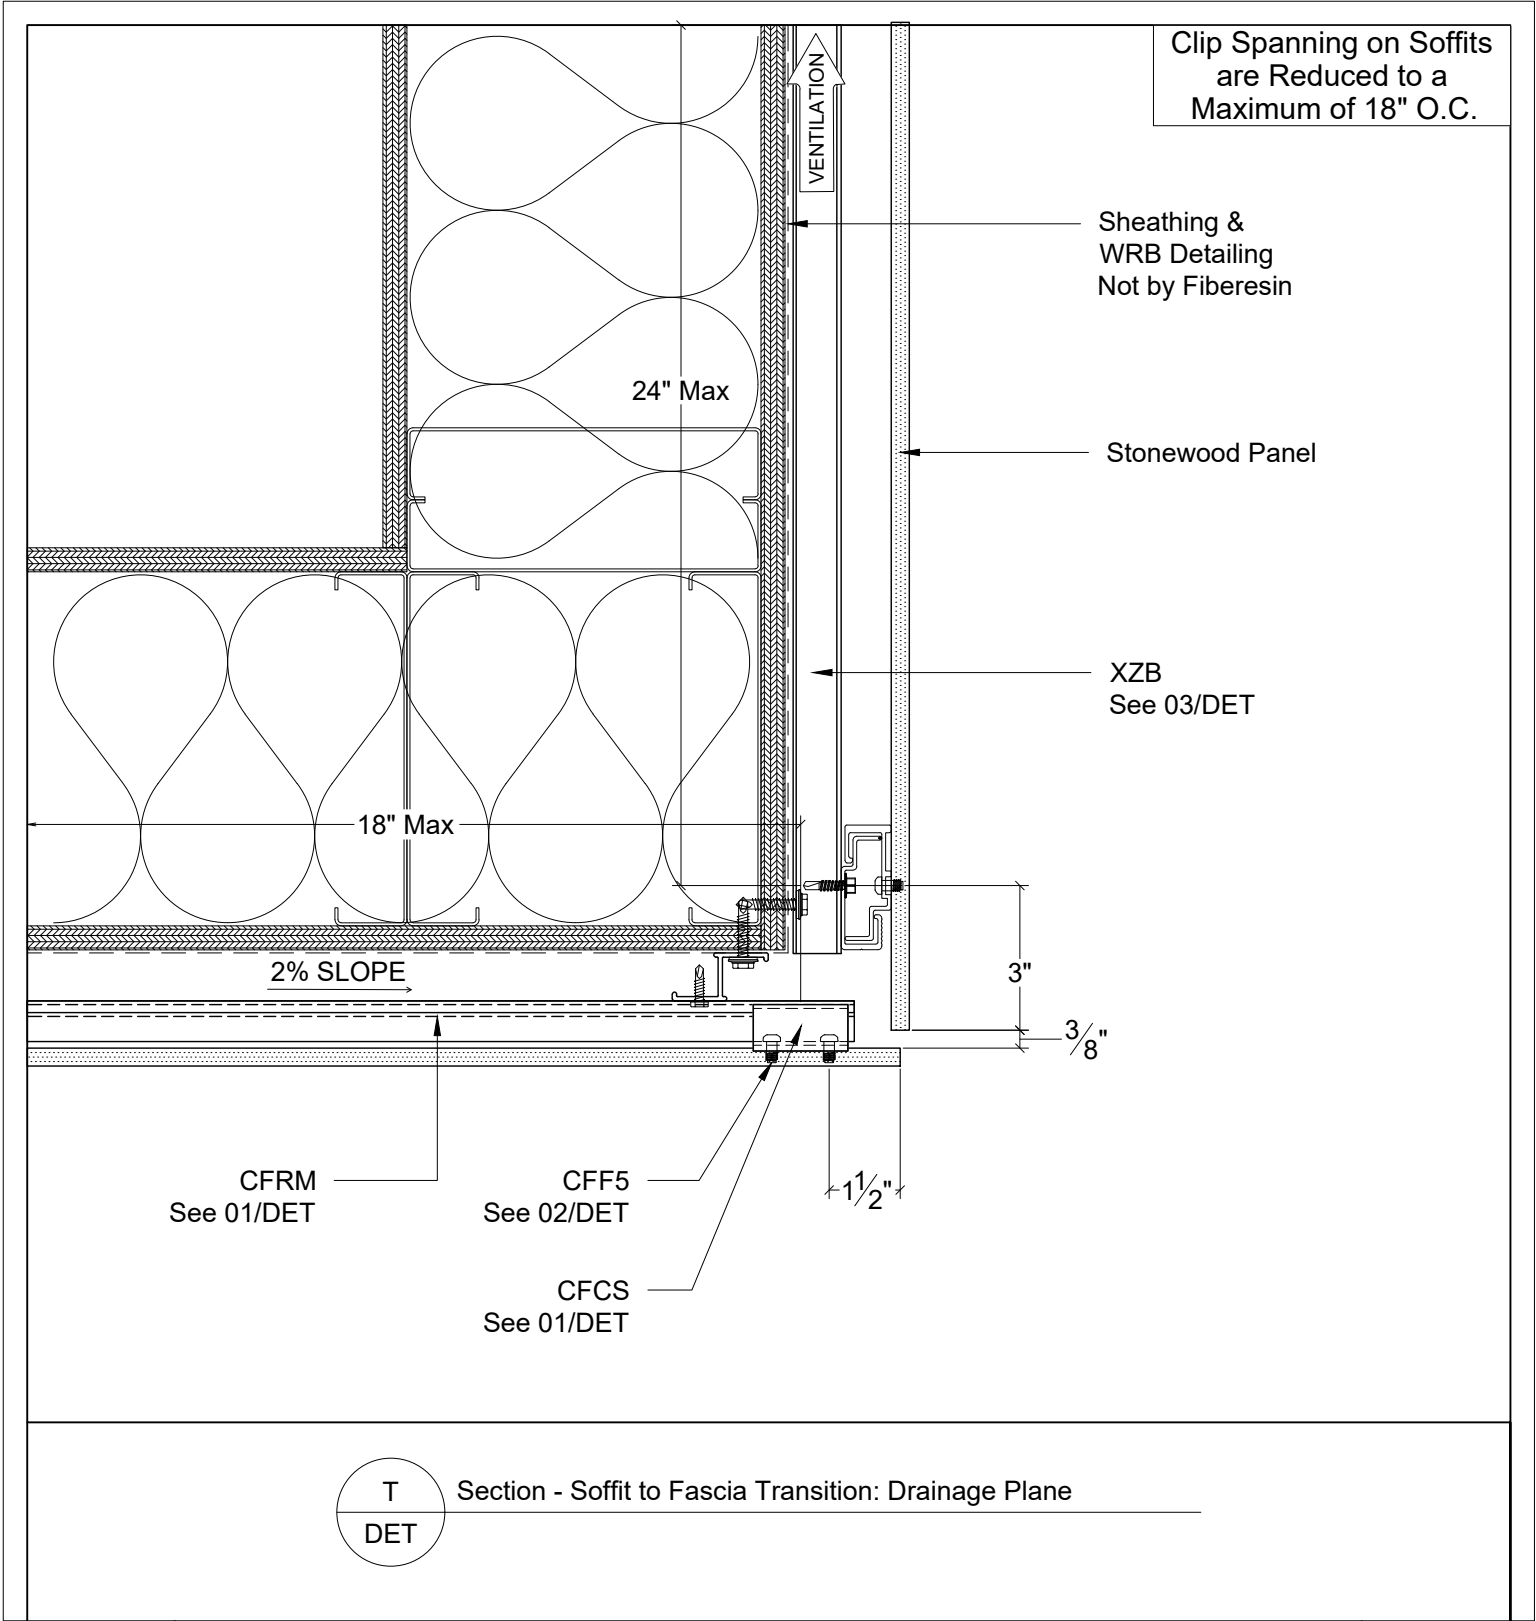 Clip Spanning on Soffits
are Reduced to a
Maximum of 18" O.C.
VENTILATION
Sheathing &
WRB Detailing
Not by Fiberesin
24" Max
Stonewood Panel
XZB
See 03/DET
18" Max
2% SLOPE
3"
3/8"
CFRM
See 01/DET
CFF5
See 02/DET
1 1/2"
CFCS
See 01/DET
T
DET
Section - Soffit to Fascia Transition: Drainage Plane